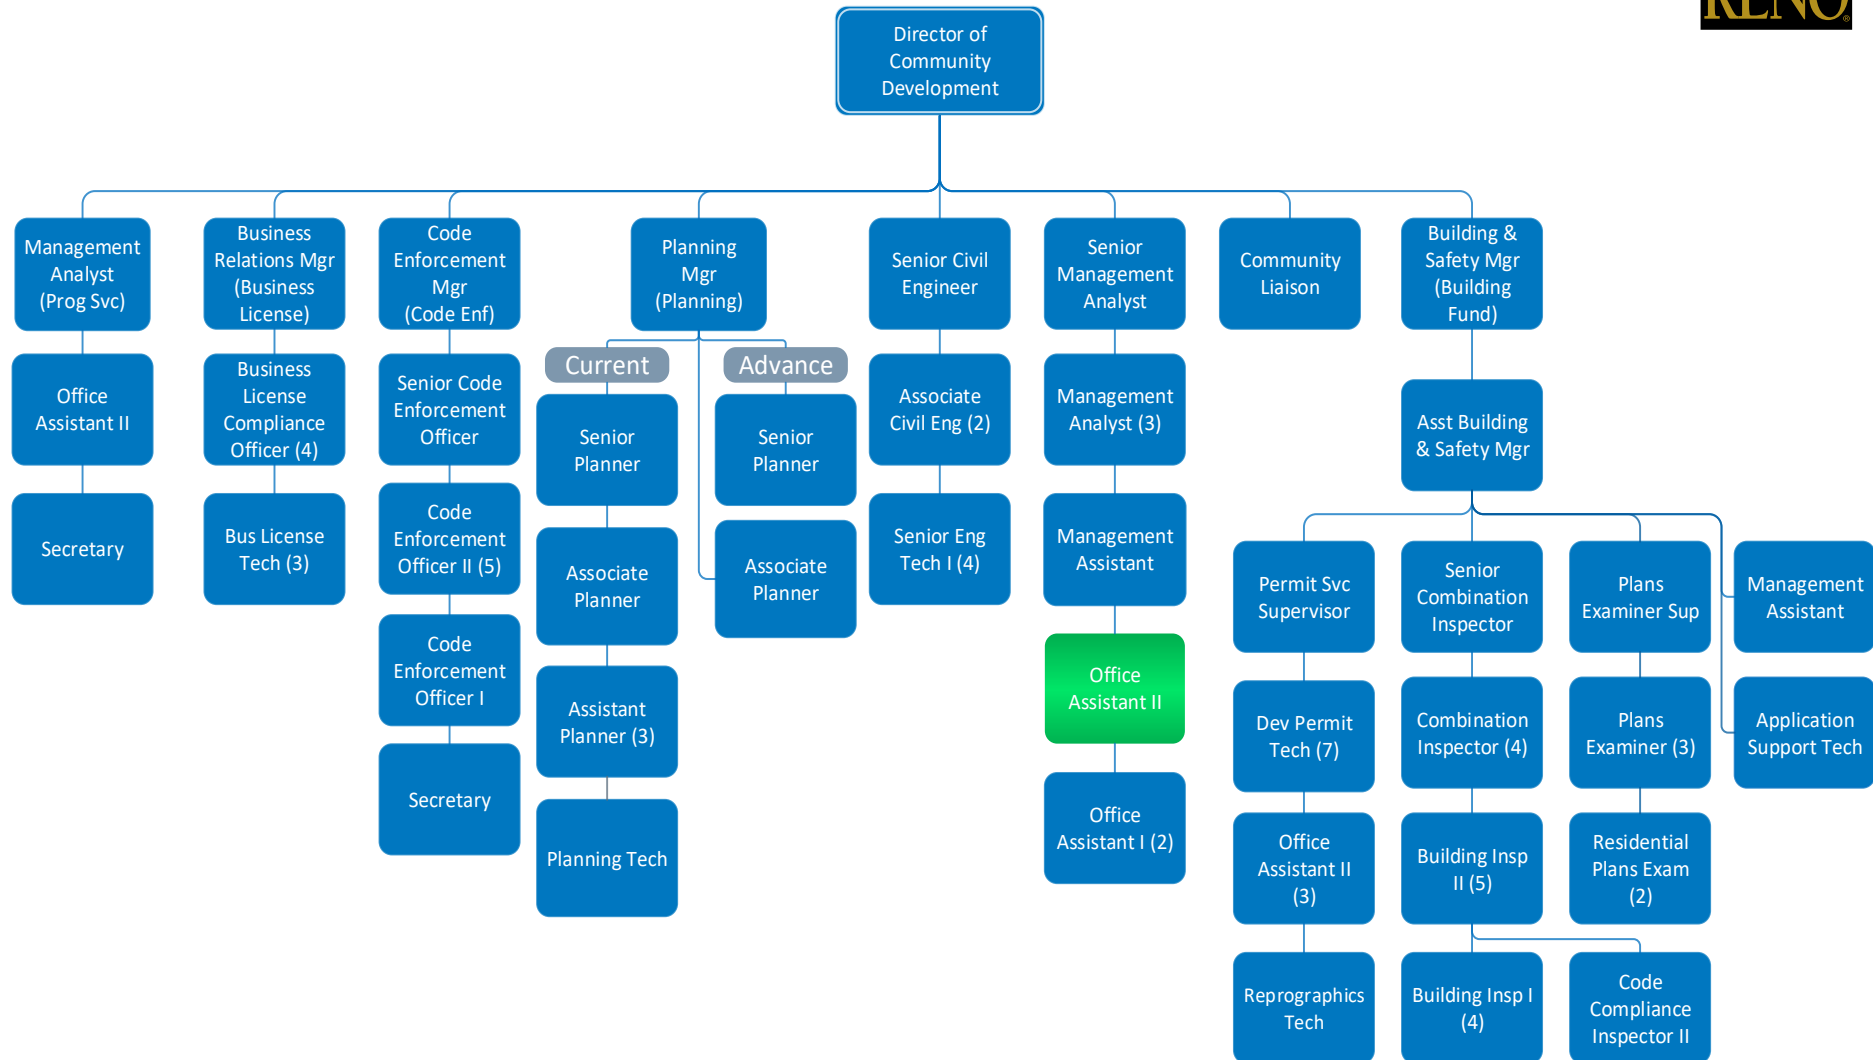 RENO®
Director of
Community
Development
Management
Analyst
(Prog Svc)
Business
Relations Mgr
(Business
License)
Code
Enforcement
Mgr
(Code Enf)
Planning
Mgr
(Planning)
Senior Civil
Engineer
Senior
Management
Analyst
Community
Liaison
Building &
Safety Mgr
(Building
Fund)
Office
Assistant II
Business
License
Compliance
Officer (4)
Senior Code
Enforcement
Officer
Current
Advance
Senior
Planner
Senior
Planner
Associate
Civil Eng (2)
Management
Analyst (3)
Asst Building
& Safety Mgr
Secretary
Bus License
Tech (3)
Code
Enforcement
Officer II (5)
Associate
Planner
Associate
Planner
Senior Eng
Tech I (4)
Management
Assistant
Permit Svc
Supervisor
Senior
Combination
Inspector
Plans
Examiner Sup
Management
Assistant
Code
Enforcement
Officer I
Assistant
Planner (3)
Office
Assistant II
Dev Permit
Tech (7)
Combination
Inspector (4)
Plans
Examiner (3)
Application
Support Tech
Secretary
Planning Tech
Office
Assistant I (2)
Office
Assistant II
(3)
Building Insp
II (5)
Residential
Plans Exam
(2)
Reprographics
Tech
Building Insp I
(4)
Code
Compliance
Inspector II